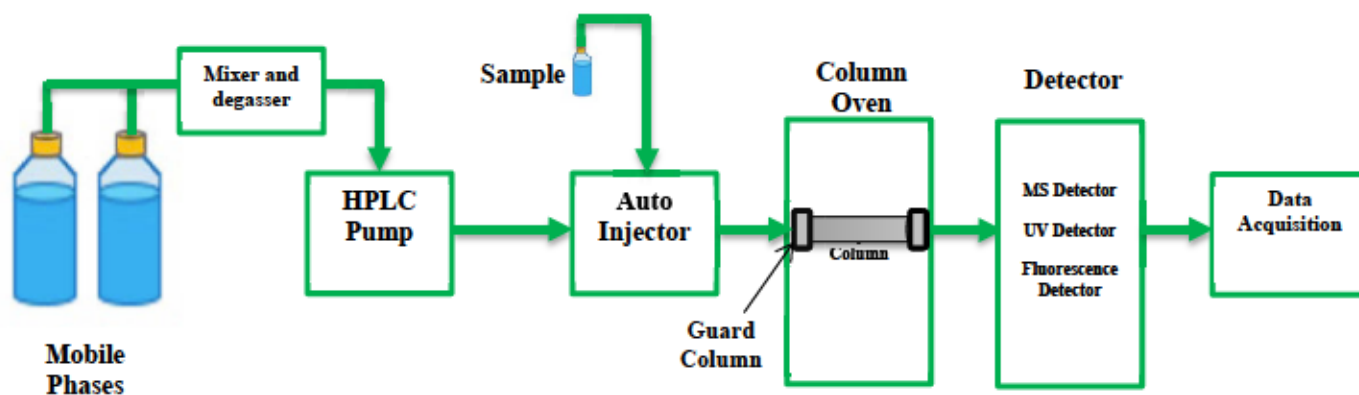 Mixer and
degasser
Sample
Column
Oven
Detector
HPLC
Pump
Auto
Injector
MS Detector
UV Detector
Fluorescence
Detector
Data
Acquisition
Column
Guard
Column
Mobile
Phases